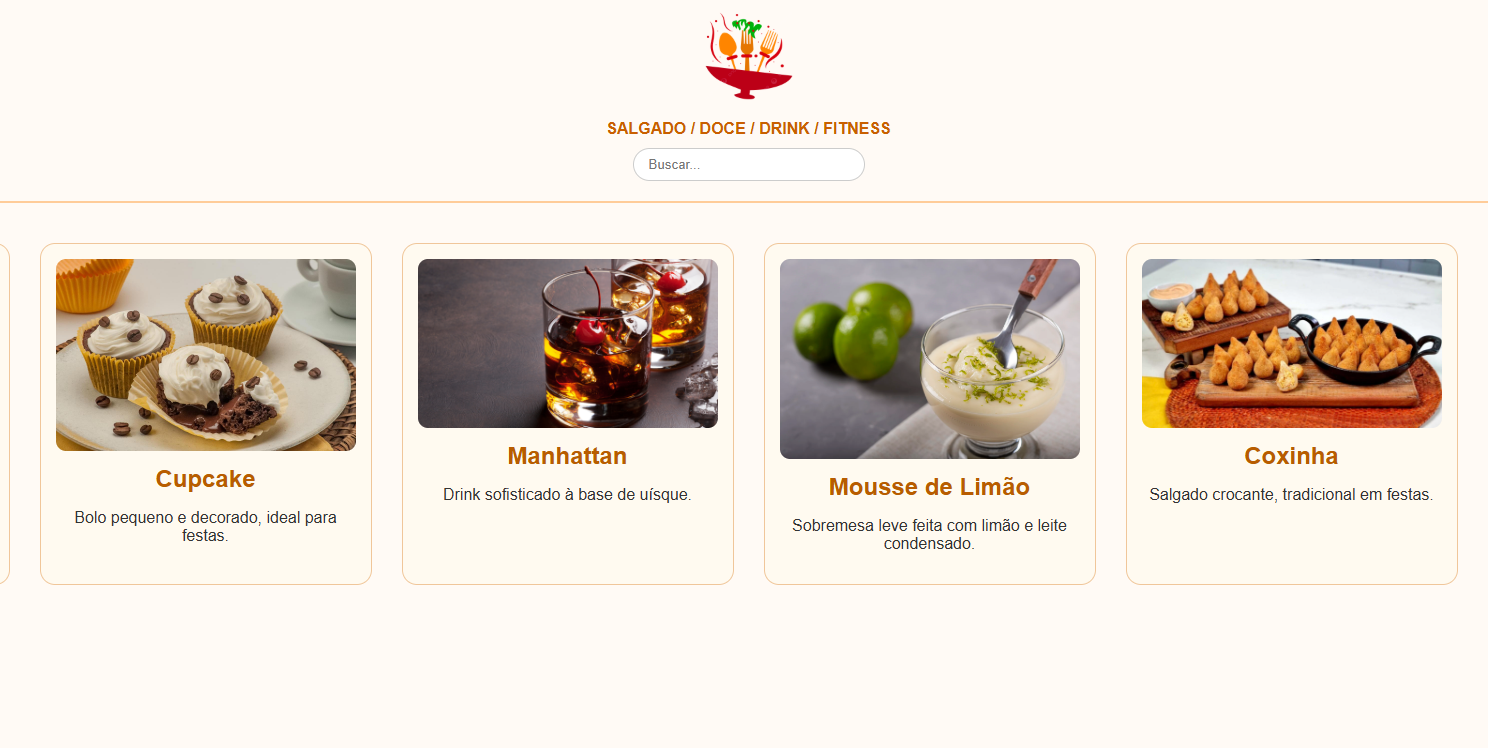 SALGADO / DOCE / DRINK / FITNESS
Buscar...
Cupcake
Bolo pequeno e decorado, ideal para
festas.
Manhattan
Drink sofisticado à base de uísque.
Mousse de Limão
Sobremesa leve feita com limão e leite
condensado.
Coxinha
Salgado crocante, tradicional em festas.